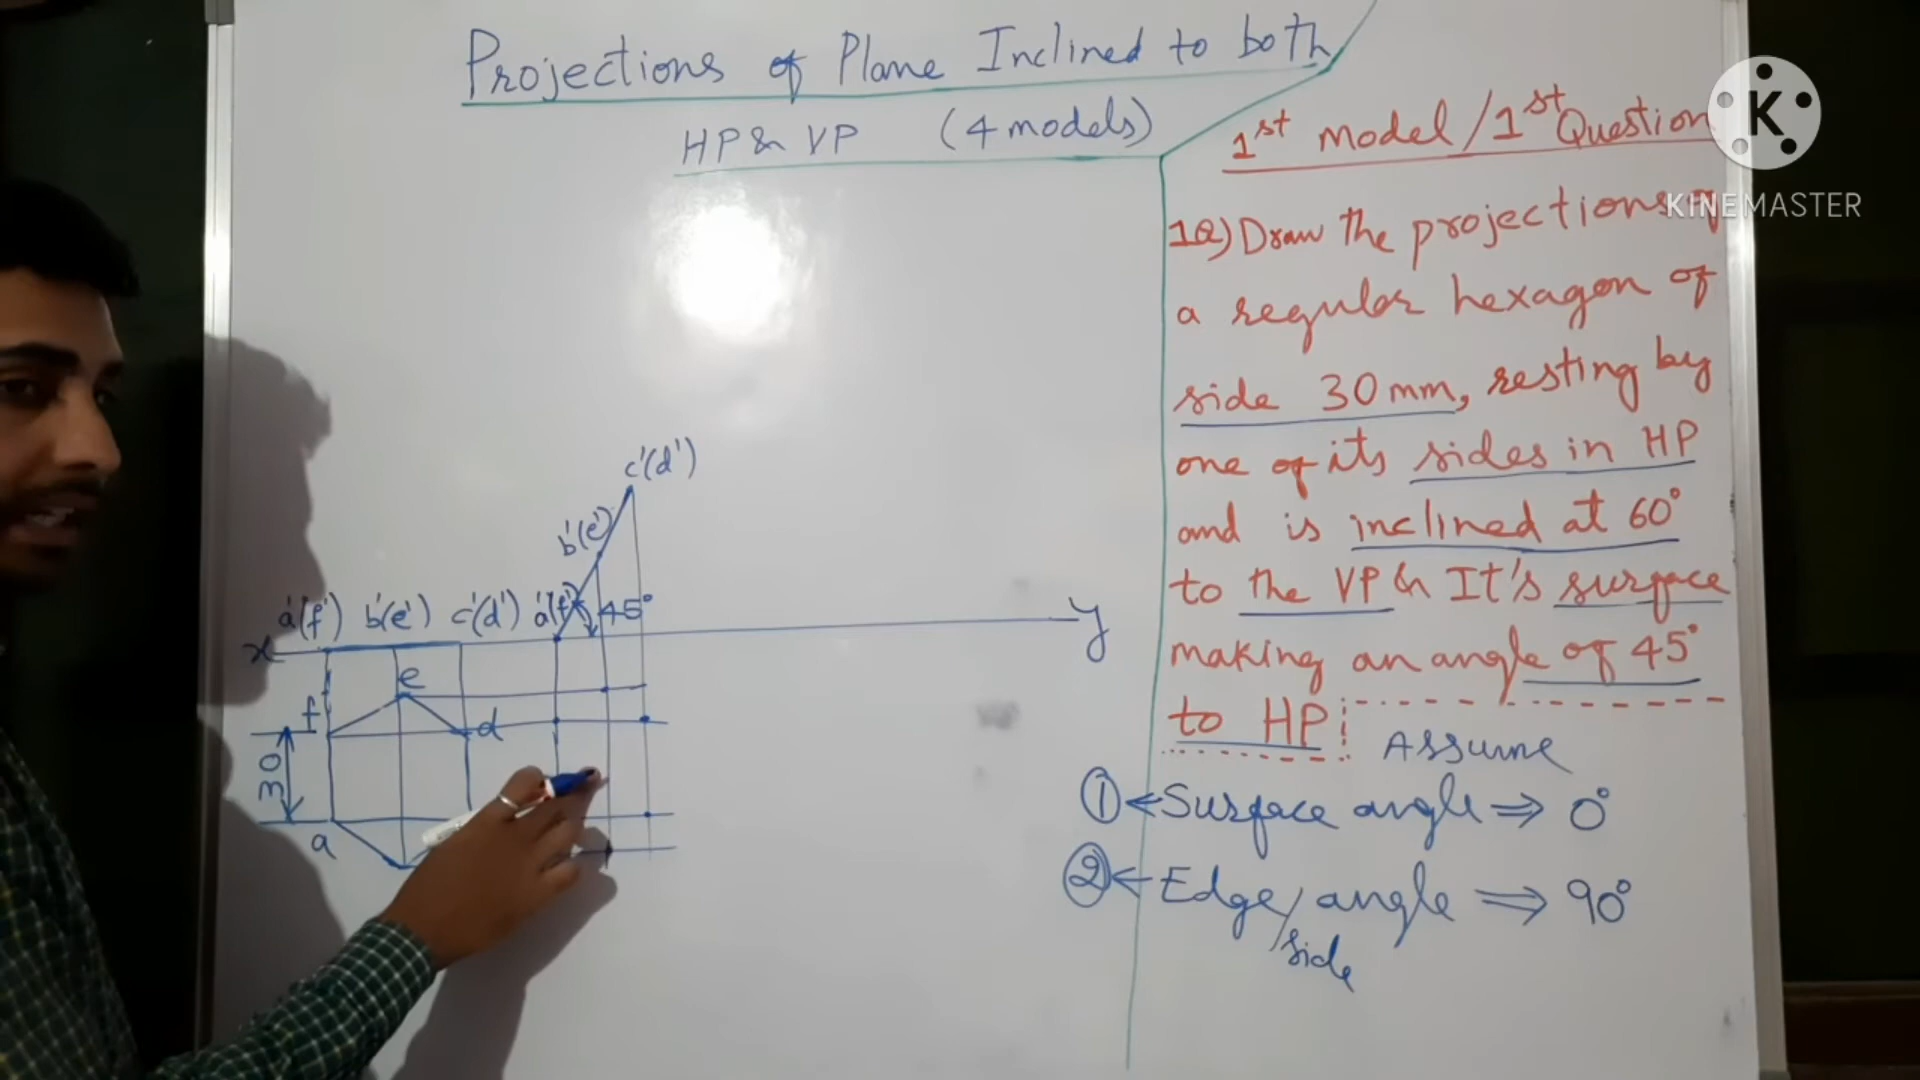 Projections of Plane Inclined to both
HP & VP (4 models)
1st model/1st Question
1Q) Draw the projections of
a regular hexagon of
side 30mm, resting by
one of its sides in HP
and is inclined at 60°
to the VP & It's surface
making an angle of 45°
to HP
Assume
① ← Surface angle ⇒ 0°
② ← Edge/side angle ⇒ 90°
c'(d')
b'(e')
a'(f') b'(e') c'(d') a'(f') 45°
x y
e
f d
30
a
K
KINEMASTER